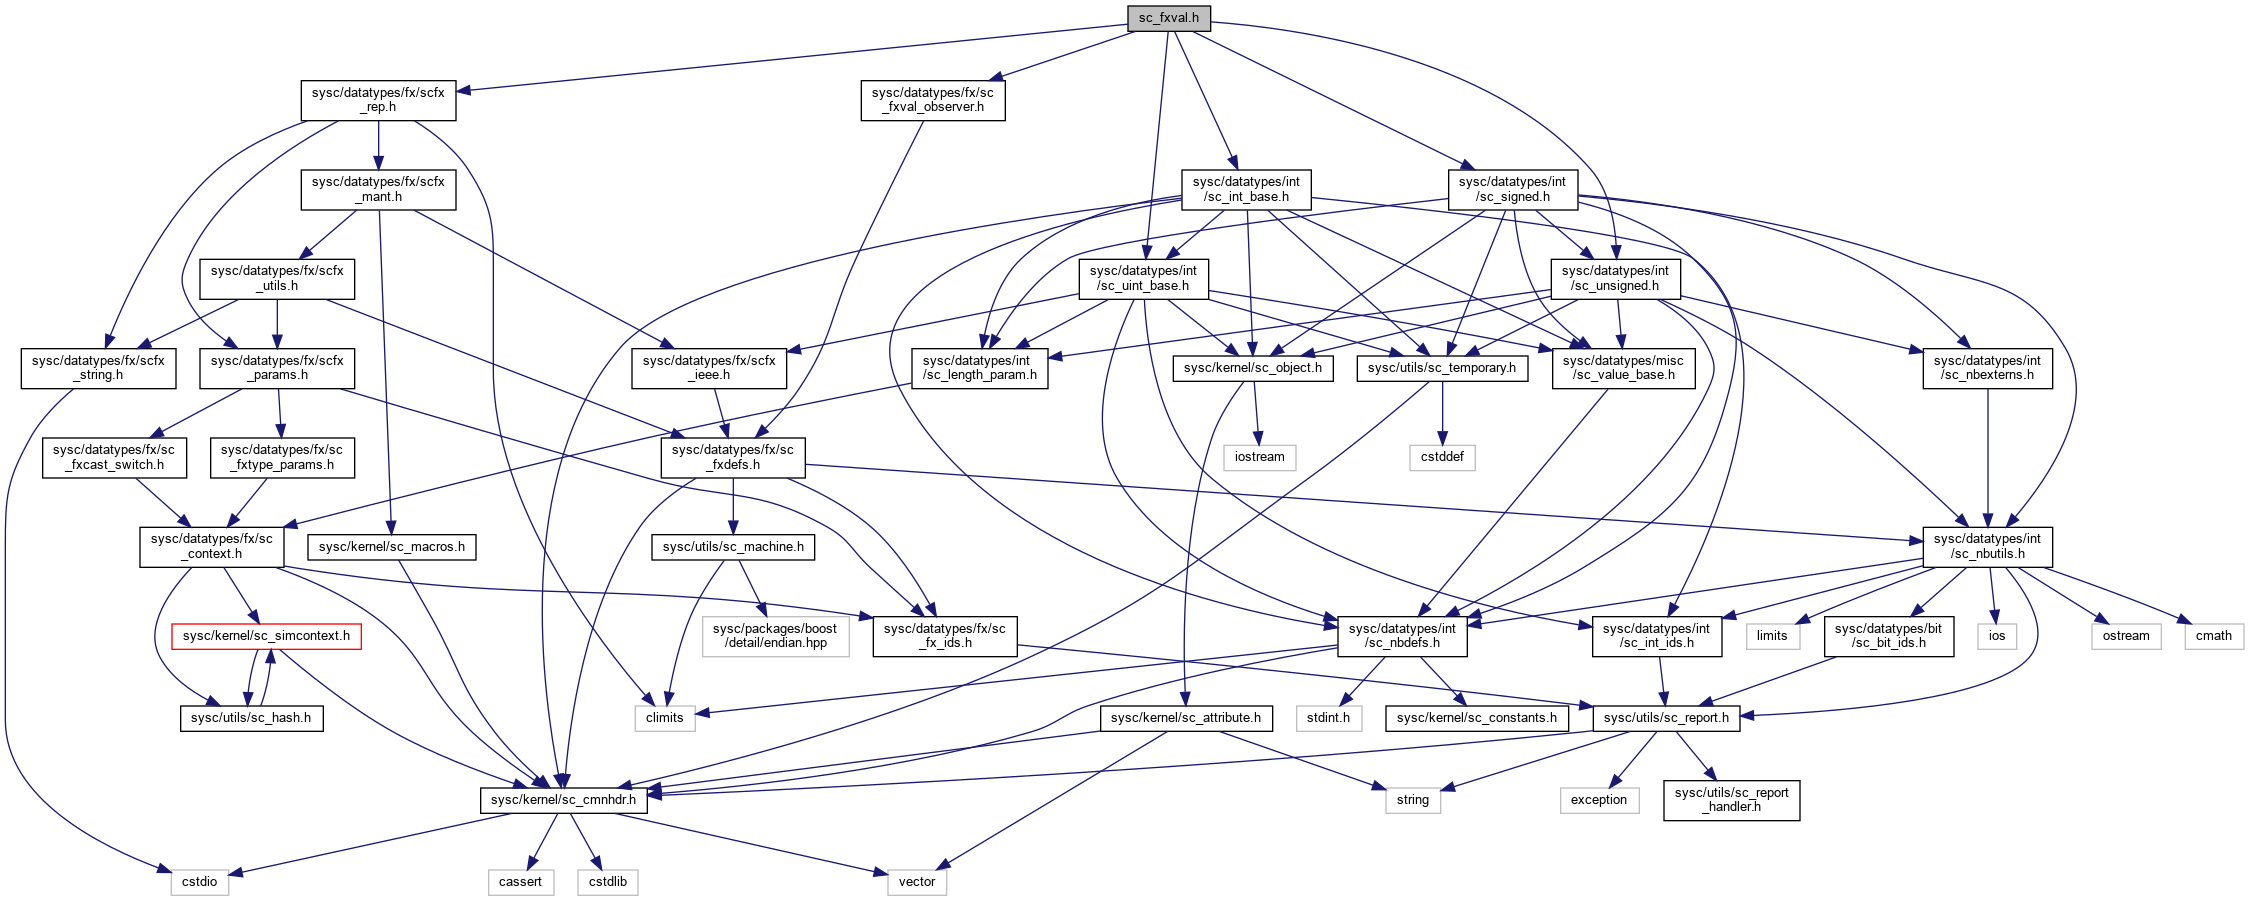 sc_fxval.h
sysc/datatypes/fx/scfx
_rep.h
sysc/datatypes/fx/sc
_fxval_observer.h
sysc/datatypes/fx/scfx
_mant.h
sysc/datatypes/int
/sc_int_base.h
sysc/datatypes/int
/sc_signed.h
sysc/datatypes/fx/scfx
_utils.h
sysc/datatypes/int
/sc_uint_base.h
sysc/datatypes/int
/sc_unsigned.h
sysc/datatypes/fx/scfx
_string.h
sysc/datatypes/fx/scfx
_params.h
sysc/datatypes/fx/scfx
_ieee.h
sysc/datatypes/int
/sc_length_param.h
sysc/kernel/sc_object.h
sysc/utils/sc_temporary.h
sysc/datatypes/misc
/sc_value_base.h
sysc/datatypes/int
/sc_nbexterns.h
sysc/datatypes/fx/sc
_fxcast_switch.h
sysc/datatypes/fx/sc
_fxtype_params.h
sysc/datatypes/fx/sc
_fxdefs.h
iostream
cstddef
sysc/datatypes/fx/sc
_context.h
sysc/kernel/sc_macros.h
sysc/utils/sc_machine.h
sysc/datatypes/int
/sc_nbutils.h
sysc/kernel/sc_simcontext.h
sysc/packages/boost
/detail/endian.hpp
sysc/datatypes/fx/sc
_fx_ids.h
sysc/datatypes/int
/sc_nbdefs.h
sysc/datatypes/int
/sc_int_ids.h
limits
sysc/datatypes/bit
/sc_bit_ids.h
ios
ostream
cmath
sysc/utils/sc_hash.h
climits
sysc/kernel/sc_attribute.h
stdint.h
sysc/kernel/sc_constants.h
sysc/utils/sc_report.h
sysc/kernel/sc_cmnhdr.h
string
exception
sysc/utils/sc_report
_handler.h
cstdio
cassert
cstdlib
vector